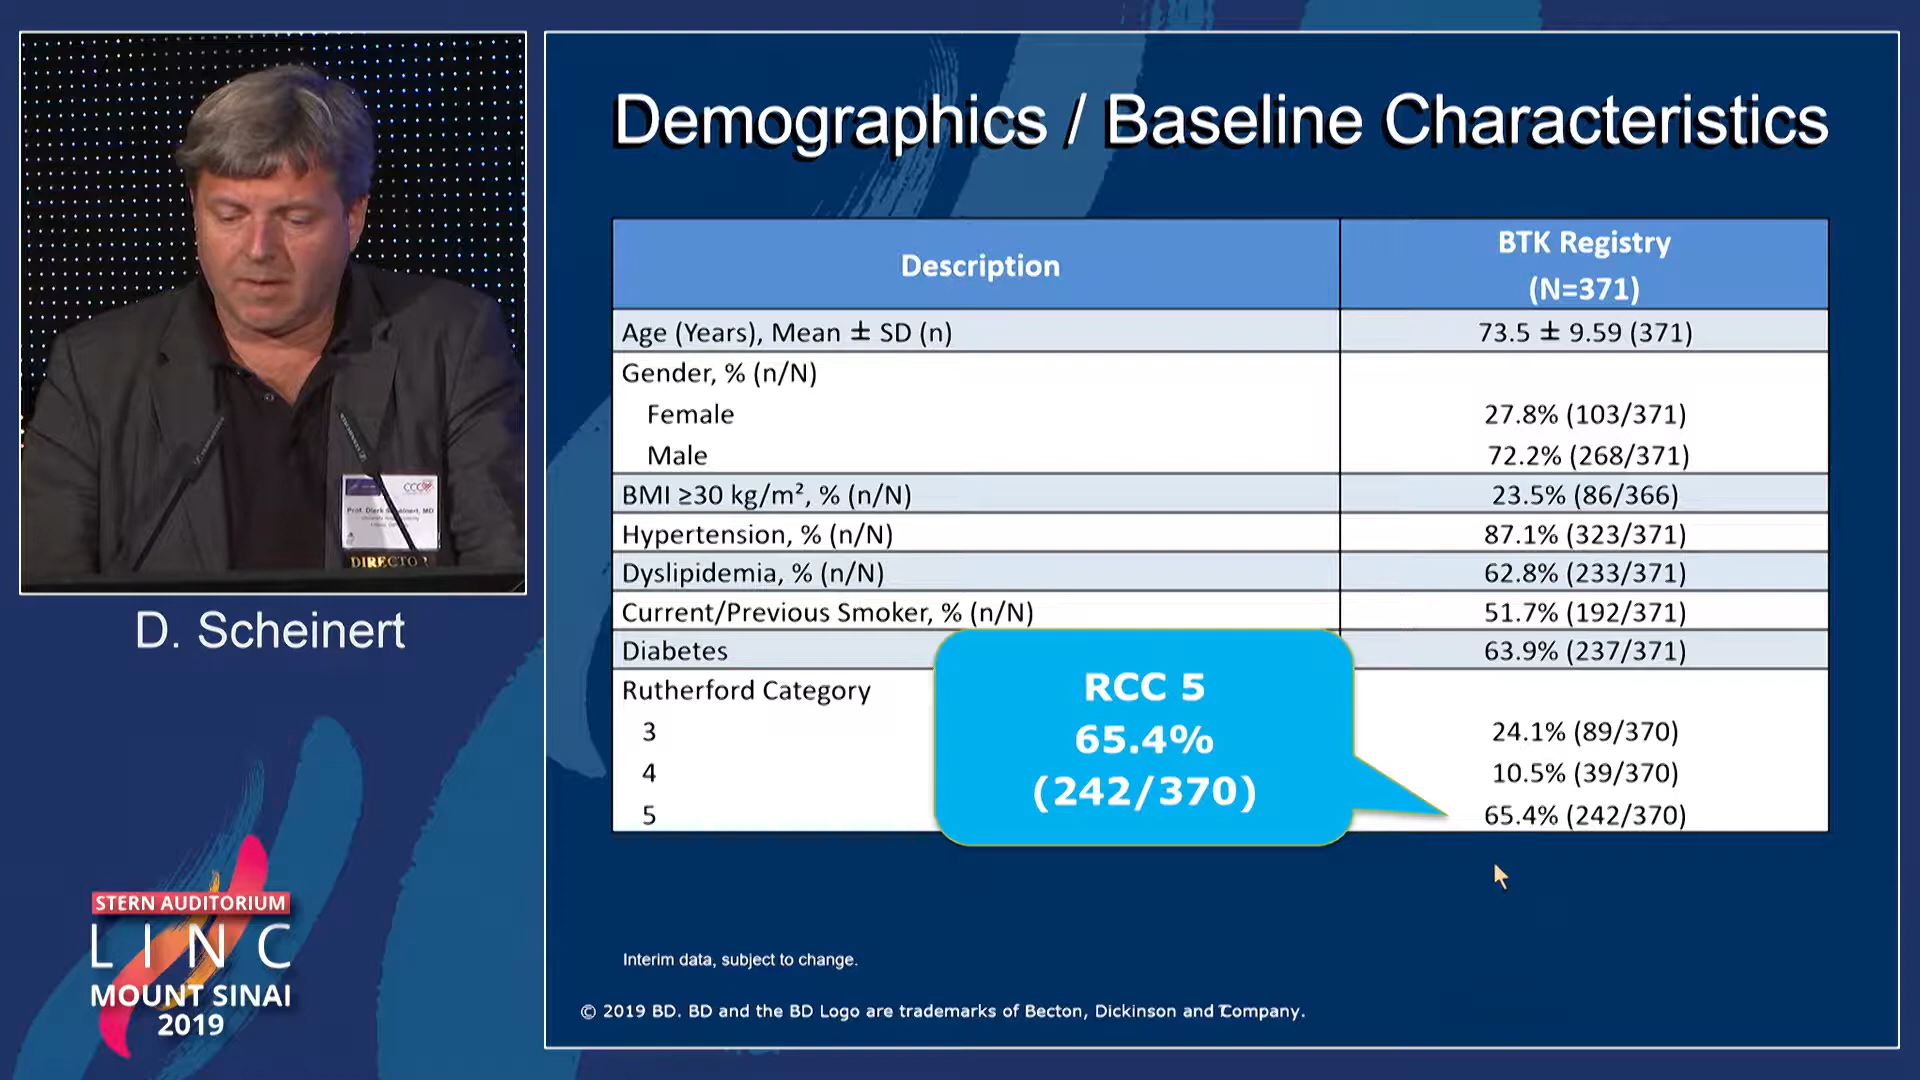 Demographics / Baseline Characteristics
Description
BTK Registry
(N=371)
Age (Years), Mean ± SD (n) 73.5 ± 9.59 (371)
Gender, % (n/N)
Female 27.8% (103/371)
Male 72.2% (268/371)
BMI ≥30 kg/m², % (n/N) 23.5% (86/366)
Hypertension, % (n/N) 87.1% (323/371)
Dyslipidemia, % (n/N) 62.8% (233/371)
Current/Previous Smoker, % (n/N) 51.7% (192/371)
Diabetes 63.9% (237/371)
Rutherford Category
3 24.1% (89/370)
4 10.5% (39/370)
5 65.4% (242/370)
RCC 5
65.4%
(242/370)
Interim data, subject to change.
© 2019 BD. BD and the BD Logo are trademarks of Becton, Dickinson and Company.
CCC
Prof. Dierk MD
D. Scheinert
STERN AUDITORIUM
LINC
MOUNT SINAI
2019